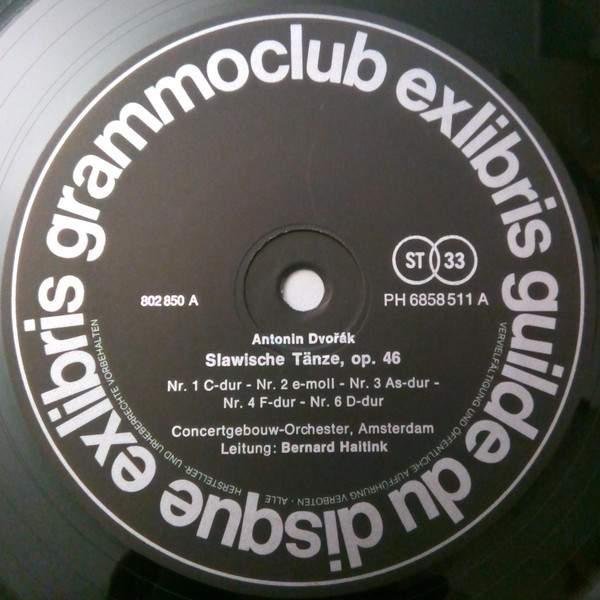 exlibris grammoclub exlibris guilde du disque
ST 33
802 850 A
PH 6858 511 A
Antonin Dvořák
Slawische Tänze, op. 46
Nr. 1 C-dur - Nr. 2 e-moll - Nr. 3 As-dur -
Nr. 4 F-dur - Nr. 6 D-dur
Concertgebouw-Orchester, Amsterdam
Leitung: Bernard Haitink
ALLE HERSTELLER- UND URHEBERRECHTE VORBEHALTEN
VERVIELFÄLTIGUNG UND ÖFFENTLICHE AUFFÜHRUNG VERBOTEN ·